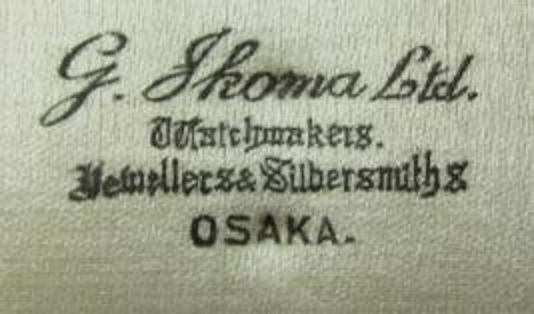 G. Ikoma Ltd.
Watchmakers.
Jewellers & Silversmiths
OSAKA.